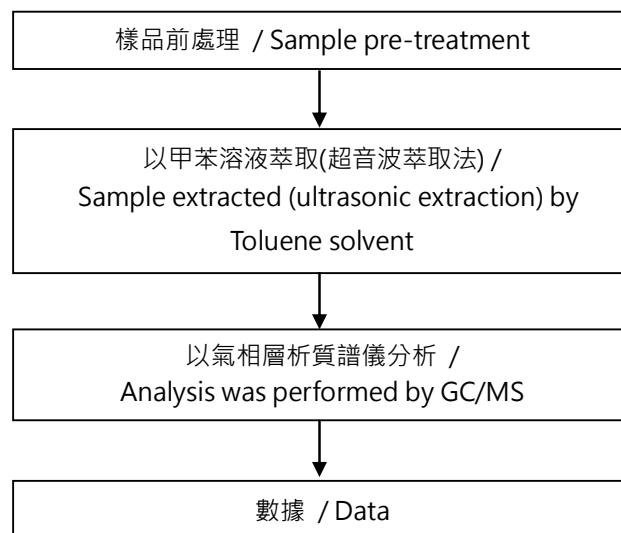 樣品前處理 / Sample pre-treatment
以甲苯溶液萃取(超音波萃取法) /
Sample extracted (ultrasonic extraction) by
Toluene solvent
以氣相層析質譜儀分析 /
Analysis was performed by GC/MS
數據 / Data